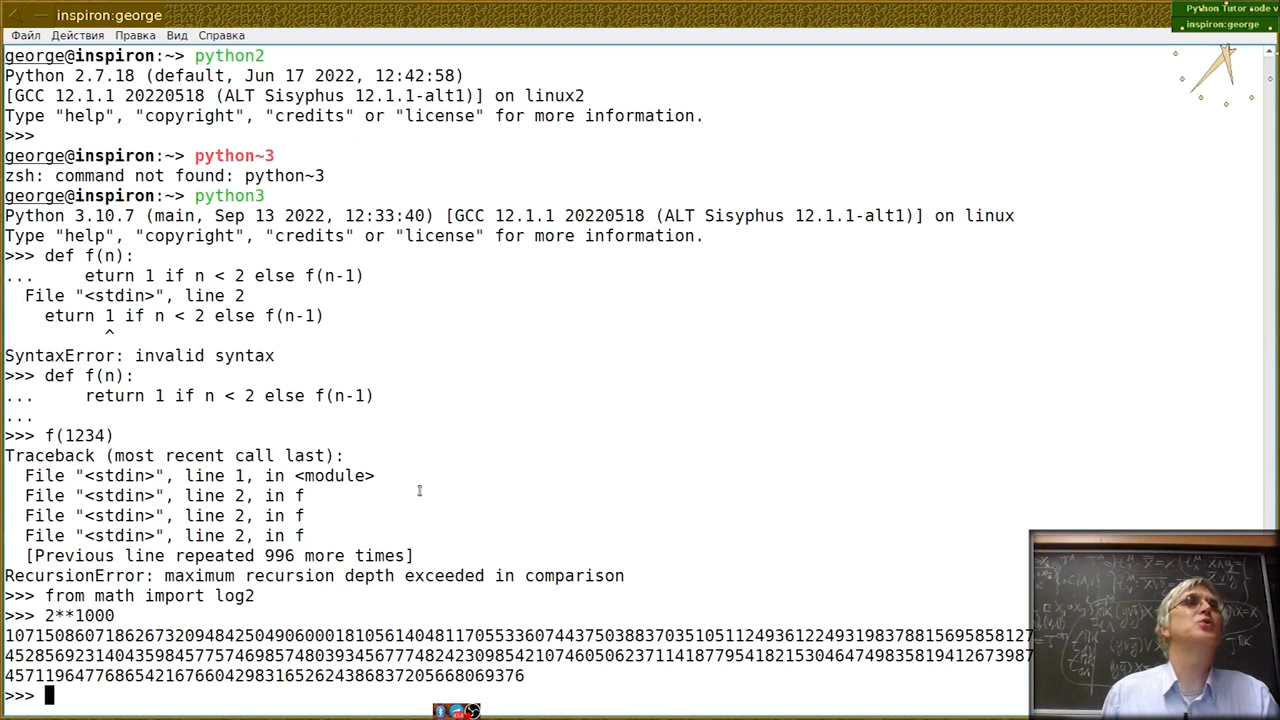 inspiron:george
Python Tutor code v
inspiron:george
Файл Действия Правка Вид Справка
george@inspiron:~> python2
Python 2.7.18 (default, Jun 17 2022, 12:42:58)
[GCC 12.1.1 20220518 (ALT Sisyphus 12.1.1-alt1)] on linux2
Type "help", "copyright", "credits" or "license" for more information.
>>>
george@inspiron:~> python~3
zsh: command not found: python~3
george@inspiron:~> python3
Python 3.10.7 (main, Sep 13 2022, 12:33:40) [GCC 12.1.1 20220518 (ALT Sisyphus 12.1.1-alt1)] on linux
Type "help", "copyright", "credits" or "license" for more information.
>>> def f(n):
...     eturn 1 if n < 2 else f(n-1)
  File "<stdin>", line 2
    eturn 1 if n < 2 else f(n-1)
          ^
SyntaxError: invalid syntax
>>> def f(n):
...     return 1 if n < 2 else f(n-1)
...
>>> f(1234)
Traceback (most recent call last):
  File "<stdin>", line 1, in <module>
  File "<stdin>", line 2, in f
  File "<stdin>", line 2, in f
  File "<stdin>", line 2, in f
  [Previous line repeated 996 more times]
RecursionError: maximum recursion depth exceeded in comparison
>>> from math import log2
>>> 2**1000
1071508607186267320948425049060001810561404811705533607443750388370351051124936122493198378815695858127
5946729175531468251871452856923140435984577574698574803934567774824230985421074605062371141877954182153046474983581941267398767559165543946077062914571196477686542167660429831652624386837205668069376
>>>